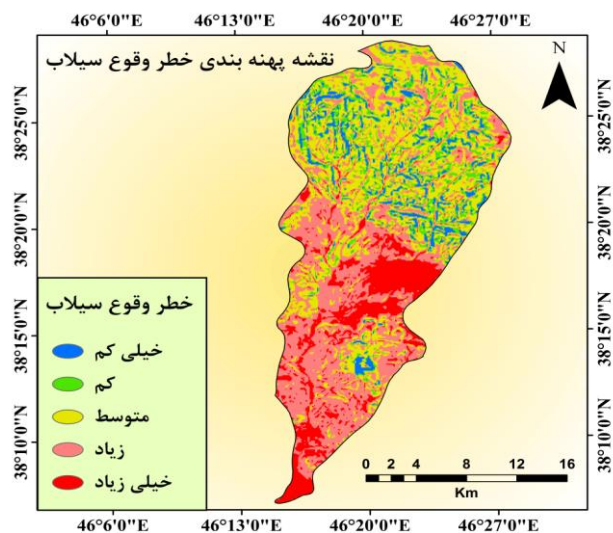 46°6'0"E 46°13'0"E 46°20'0"E 46°27'0"E
نقشه پهنه بندی خطر وقوع سیلاب
N
38°25'0"N
38°25'0"N
38°20'0"N
38°20'0"N
38°15'0"N
38°15'0"N
38°10'0"N
38°10'0"N
خطر وقوع سیلاب
خیلی کم
کم
متوسط
زیاد
خیلی زیاد
0 1 2 4 8 12 16
Km
46°6'0"E 46°13'0"E 46°20'0"E 46°27'0"E